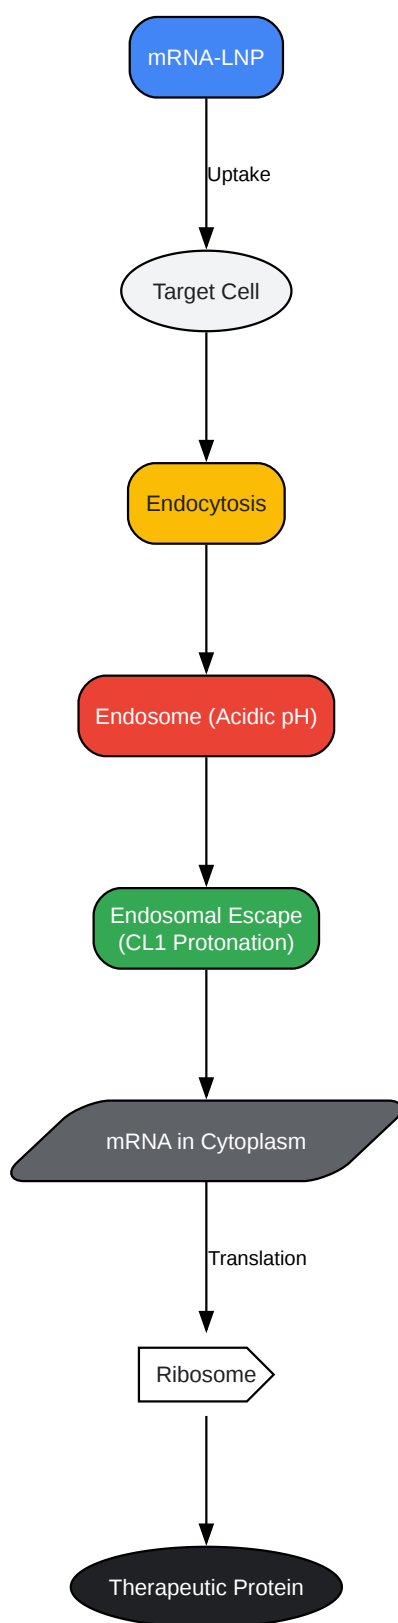 mRNA-LNP
Uptake
Target Cell
Endocytosis
Endosome (Acidic pH)
Endosomal Escape
(CL1 Protonation)
mRNA in Cytoplasm
Translation
Ribosome
Therapeutic Protein